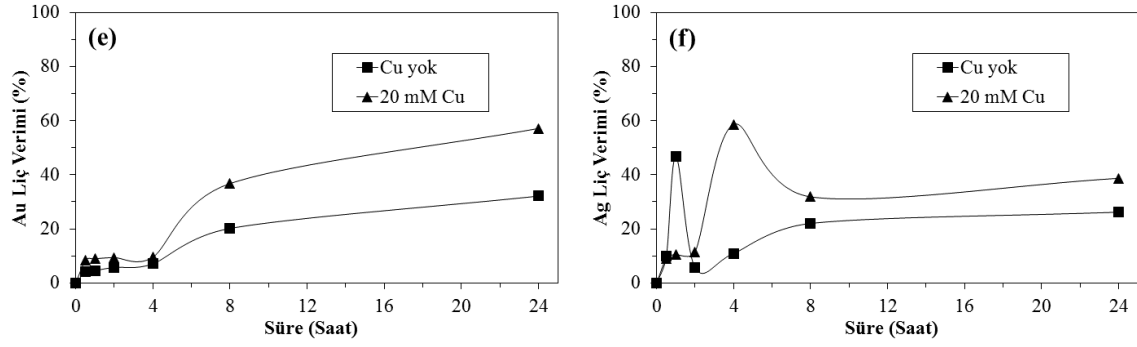 (e)
Au Liç Verimi (%)
100
80
60
40
20
0
Cu yok
20 mM Cu
0 4 8 12 16 20 24
Süre (Saat)
(f)
Ag Liç Verimi (%)
100
80
60
40
20
0
Cu yok
20 mM Cu
0 4 8 12 16 20 24
Süre (Saat)